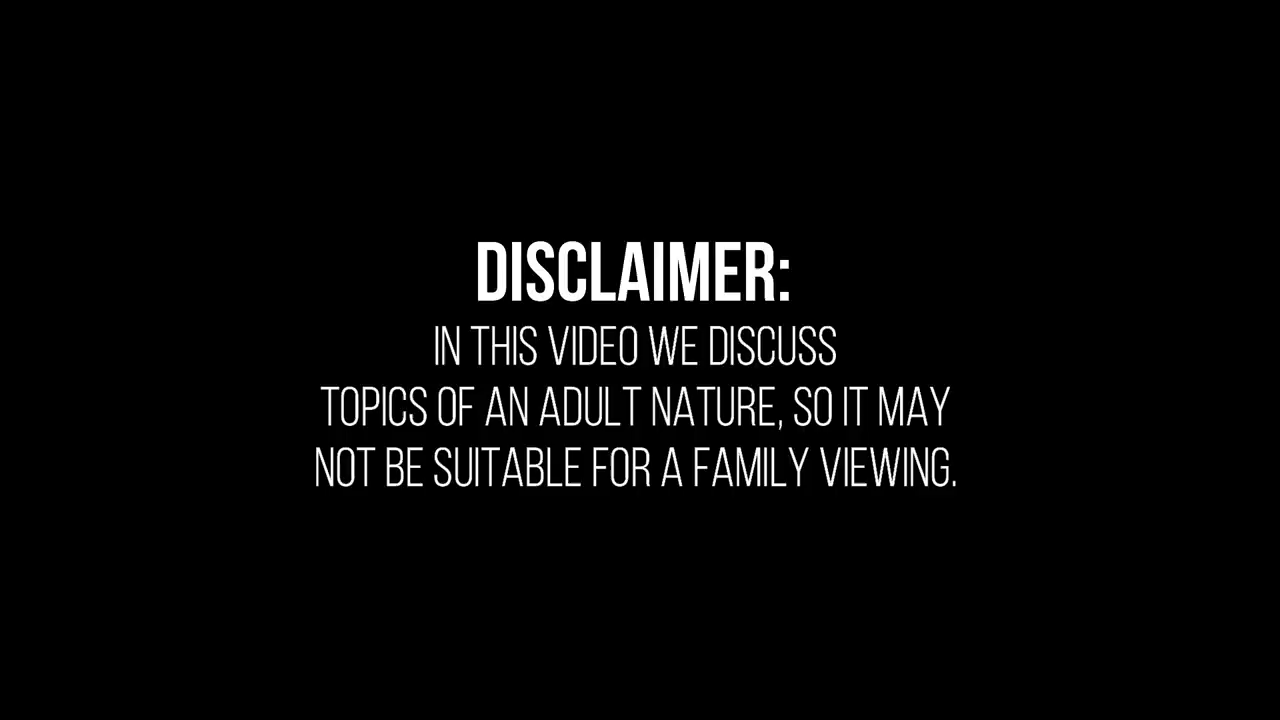 DISCLAIMER:
IN THIS VIDEO WE DISCUSS
TOPICS OF AN ADULT NATURE, SO IT MAY
NOT BE SUITABLE FOR A FAMILY VIEWING.